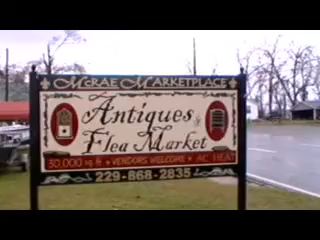 McRae Marketplace
Antiques &
Flea Market
30,000 sq ft ★ VENDORS WELCOME ★ AC HEAT
229-868-2835